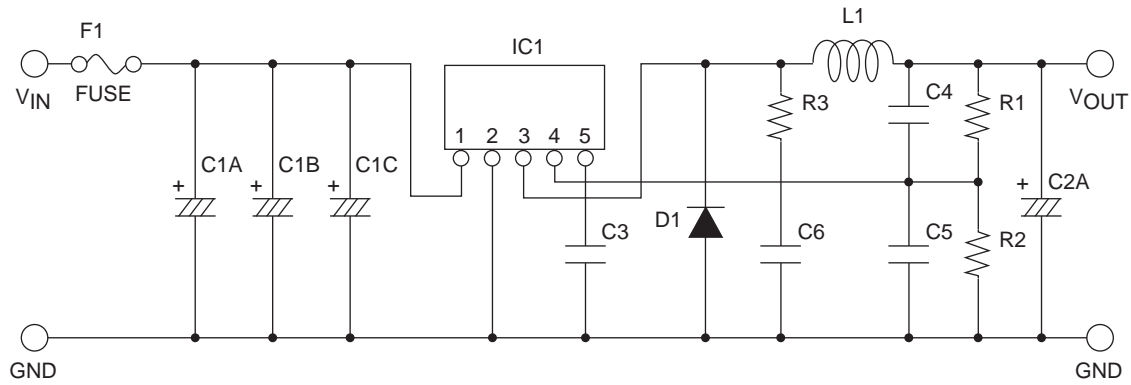 F1
VIN
FUSE
IC1
1 2 3 4 5
L1
VOUT
C1A
C1B
C1C
+
+
+
C3
D1
R3
C6
C4
R1
C5
R2
C2A
+
GND
GND